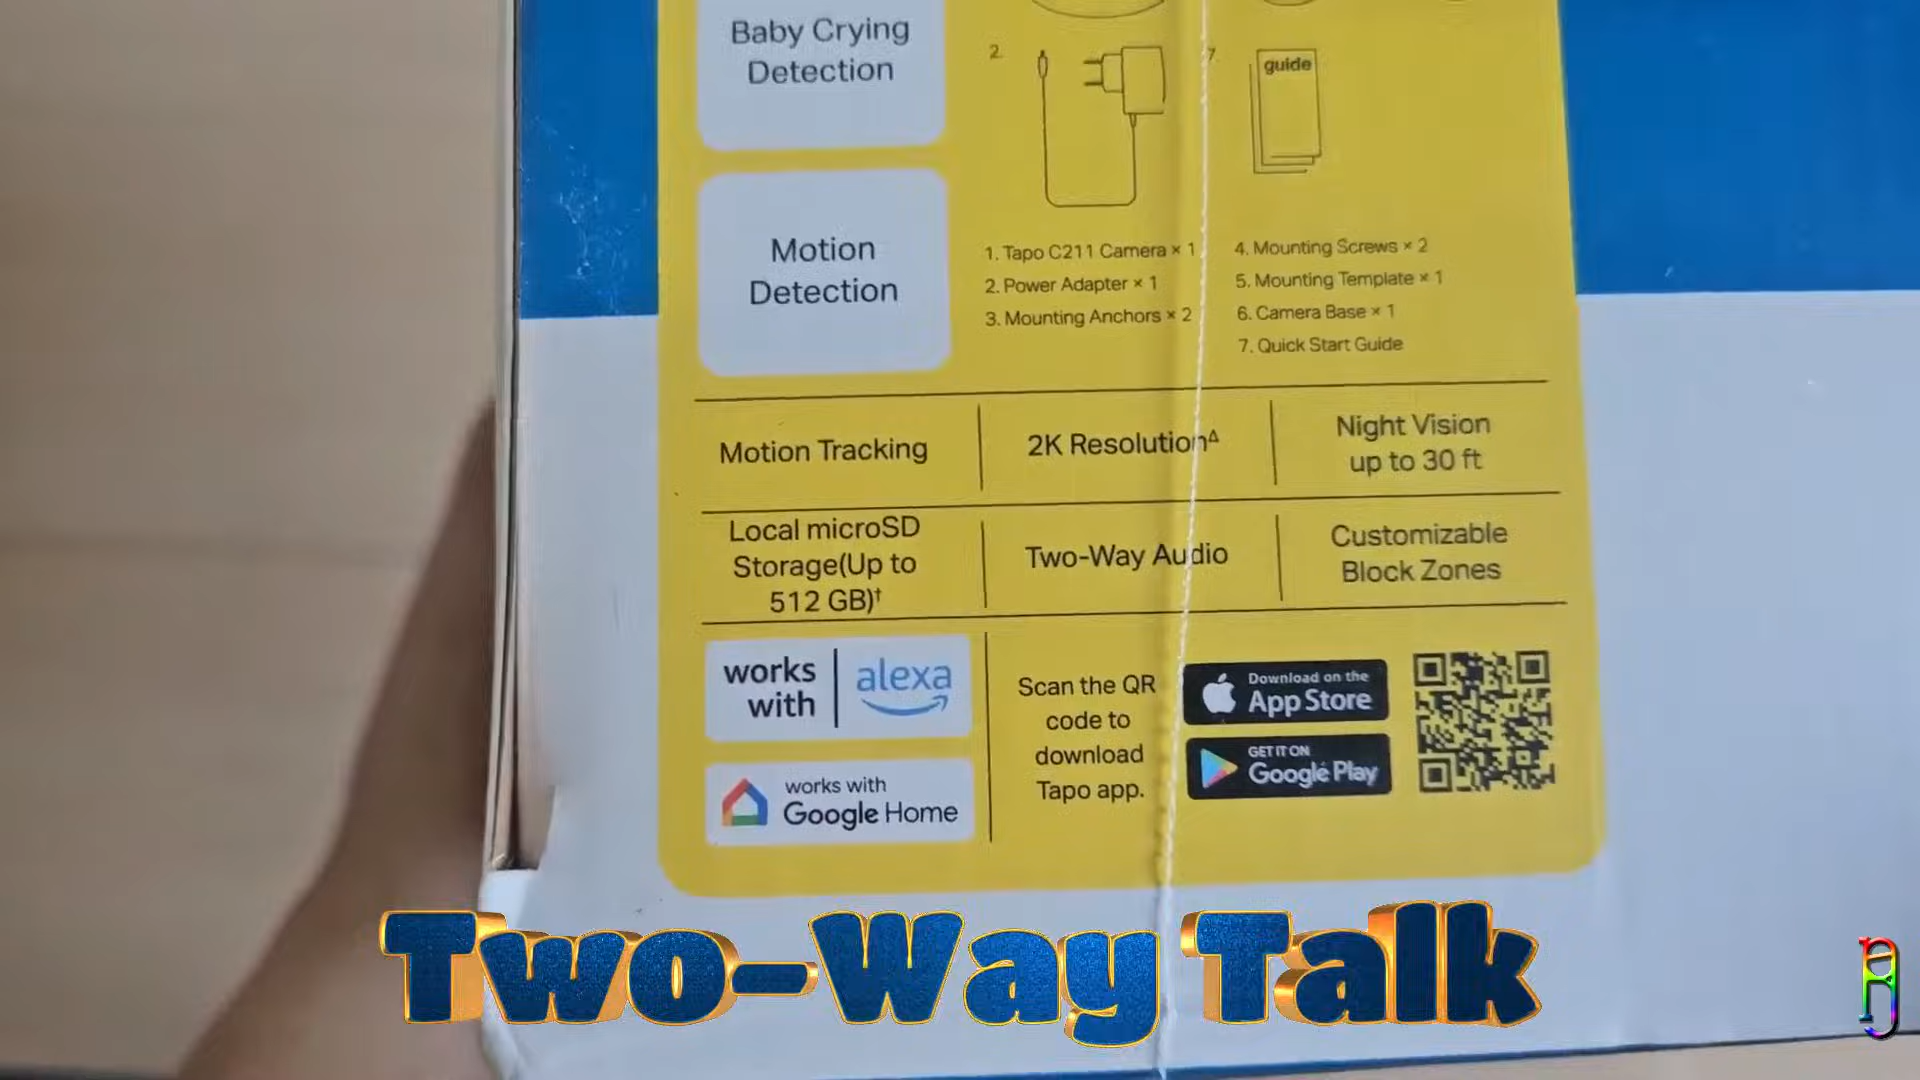 Baby Crying
Detection
2.
7.
guide
Motion
Detection
1. Tapo C211 Camera × 1
2. Power Adapter × 1
3. Mounting Anchors × 2
4. Mounting Screws × 2
5. Mounting Template × 1
6. Camera Base × 1
7. Quick Start Guide
Motion Tracking
2K Resolution∆
Night Vision
up to 30 ft
Local microSD
Storage(Up to
512 GB)†
Two-Way Audio
Customizable
Block Zones
works
with
alexa
works with
Google Home
Scan the QR
code to
download
Tapo app.
Download on the
App Store
GET IT ON
Google Play
Two-Way Talk